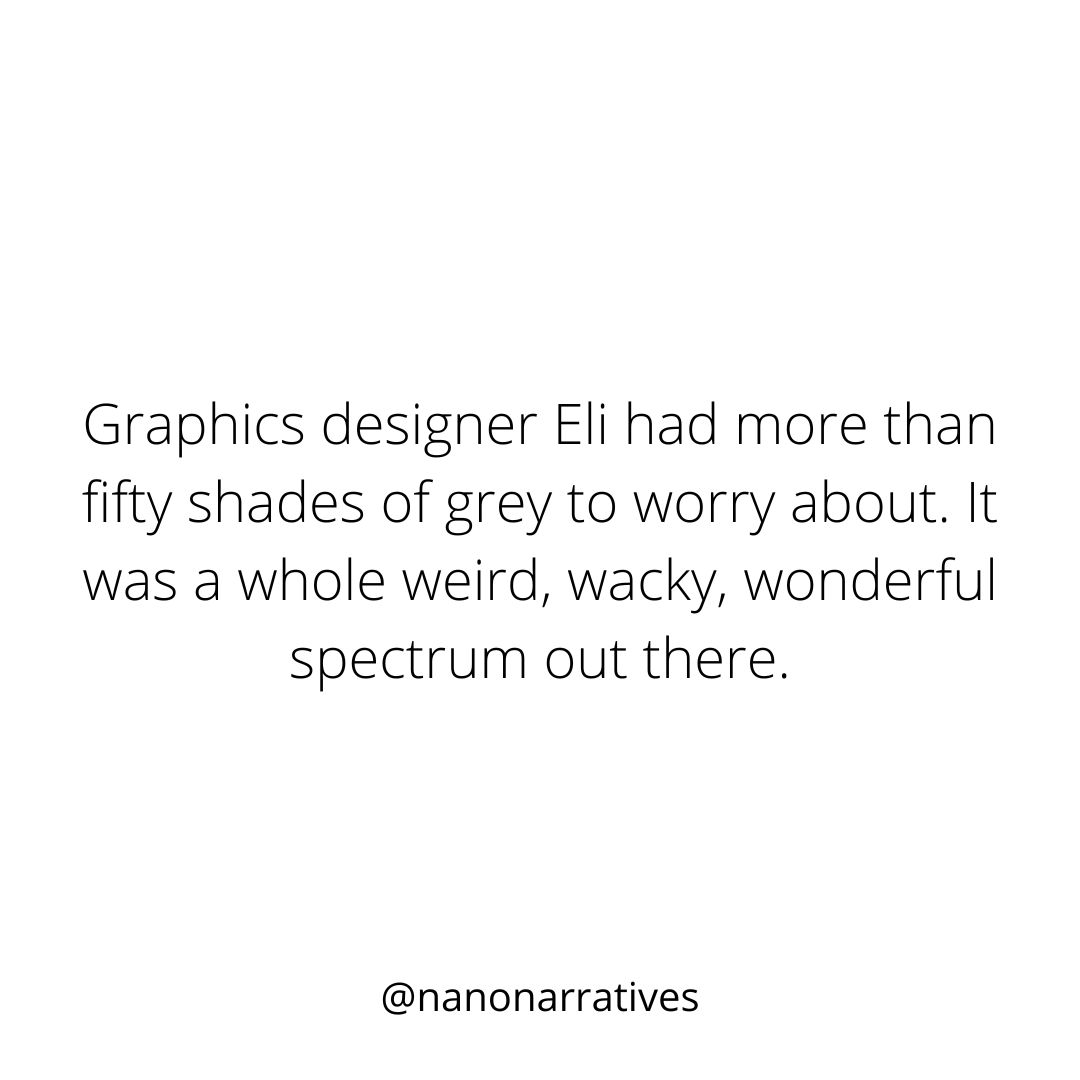 Graphics designer Eli had more than
fifty shades of grey to worry about. It
was a whole weird, wacky, wonderful
spectrum out there.
@nanonarratives